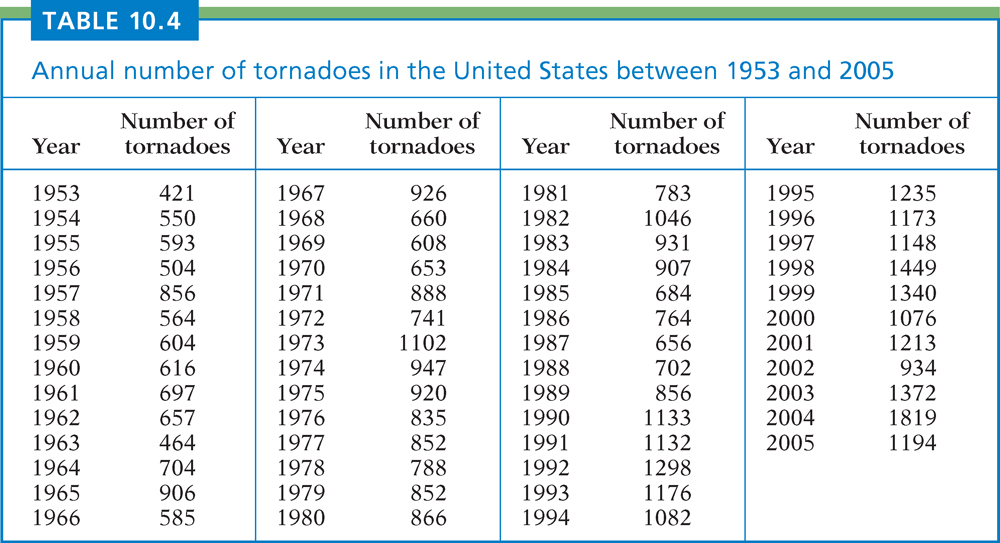 TABLE 10.4
Annual number of tornadoes in the United States between 1953 and 2005
Number of Number of Number of Number of
Year tornadoes Year tornadoes Year tornadoes Year tornadoes
1953 421 1967 926 1981 783 1995 1235
1954 550 1968 660 1982 1046 1996 1173
1955 593 1969 608 1983 931 1997 1148
1956 504 1970 653 1984 907 1998 1449
1957 856 1971 888 1985 684 1999 1340
1958 564 1972 741 1986 764 2000 1076
1959 604 1973 1102 1987 656 2001 1213
1960 616 1974 947 1988 702 2002 934
1961 697 1975 920 1989 856 2003 1372
1962 657 1976 835 1990 1133 2004 1819
1963 464 1977 852 1991 1132 2005 1194
1964 704 1978 788 1992 1298
1965 906 1979 852 1993 1176
1966 585 1980 866 1994 1082